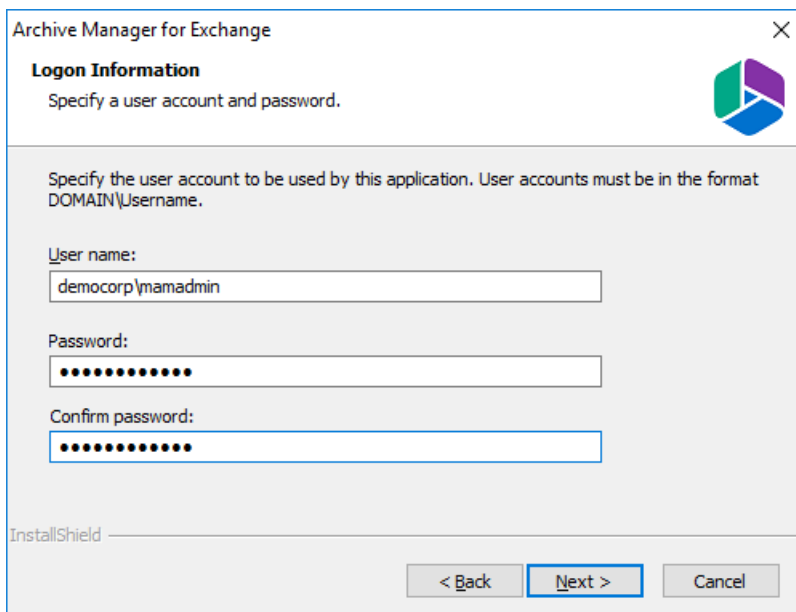 Archive Manager for Exchange
Logon Information
Specify a user account and password.
Specify the user account to be used by this application. User accounts must be in the format
DOMAIN\Username.
User name:
democorp\mamadmin
Password:
●●●●●●●●●●●●
Confirm password:
●●●●●●●●●●●●
InstallShield
< Back
Next >
Cancel